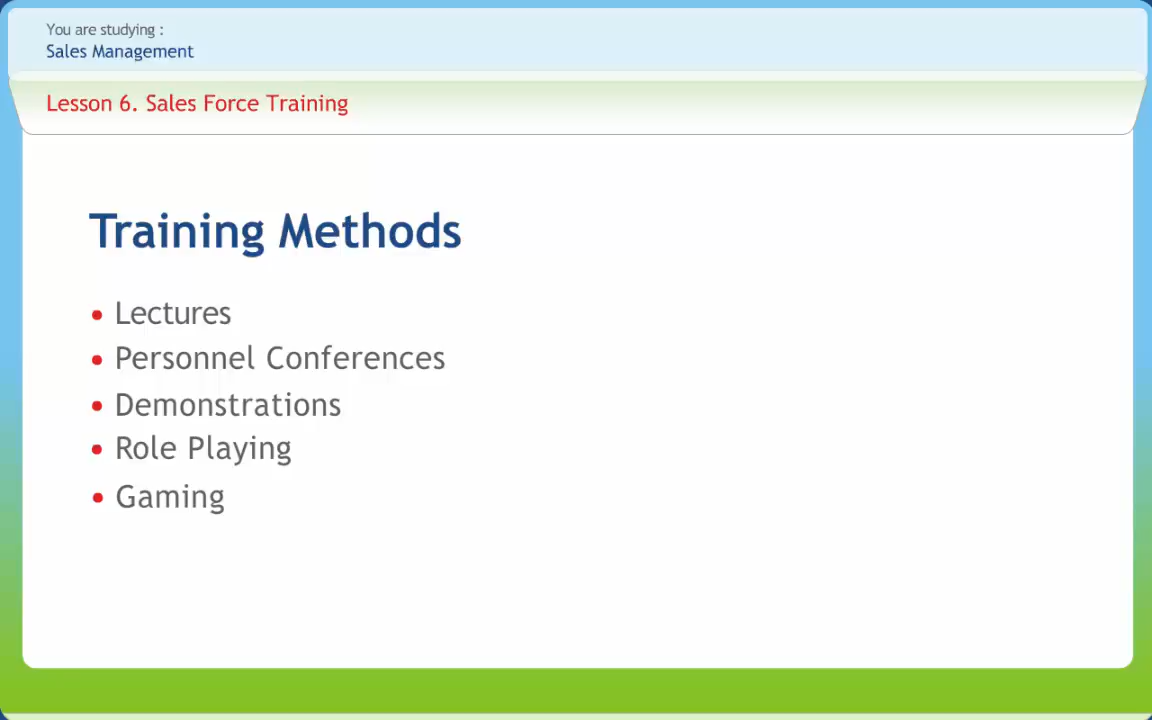 You are studying :
Sales Management
Lesson 6. Sales Force Training
Training Methods
• Lectures
• Personnel Conferences
• Demonstrations
• Role Playing
• Gaming